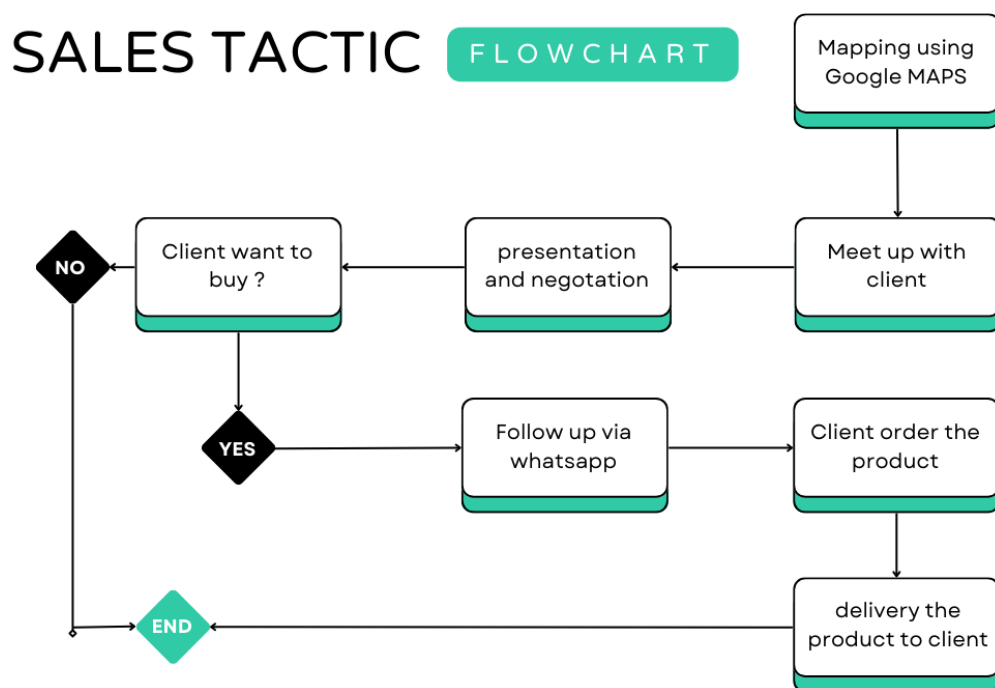 SALES TACTIC FLOWCHART
Mapping using
Google MAPS
Meet up with
client
presentation
and negotation
Client want to
buy ?
NO
YES
Follow up via
whatsapp
Client order the
product
delivery the
product to client
END